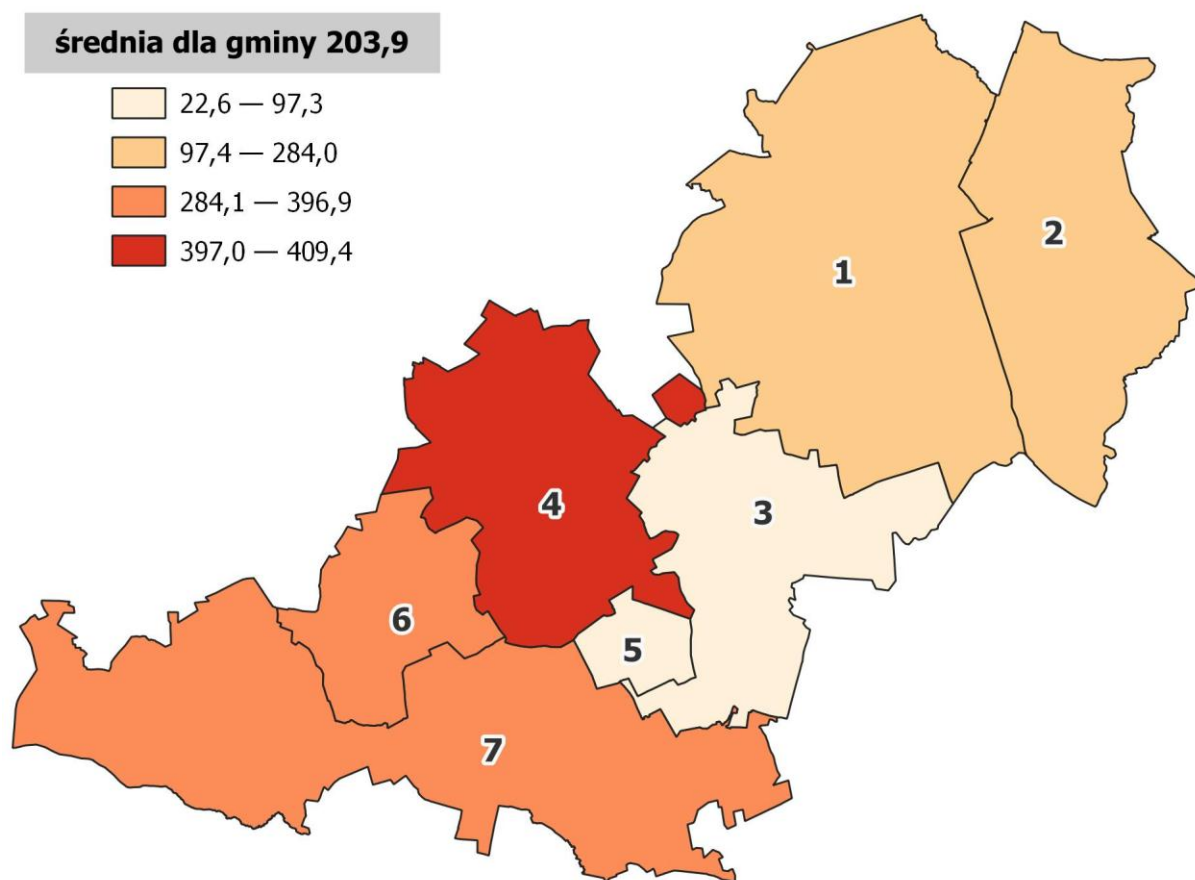 średnia dla gminy 203,9
22,6 — 97,3
97,4 — 284,0
284,1 — 396,9
397,0 — 409,4
1
2
3
4
5
6
7